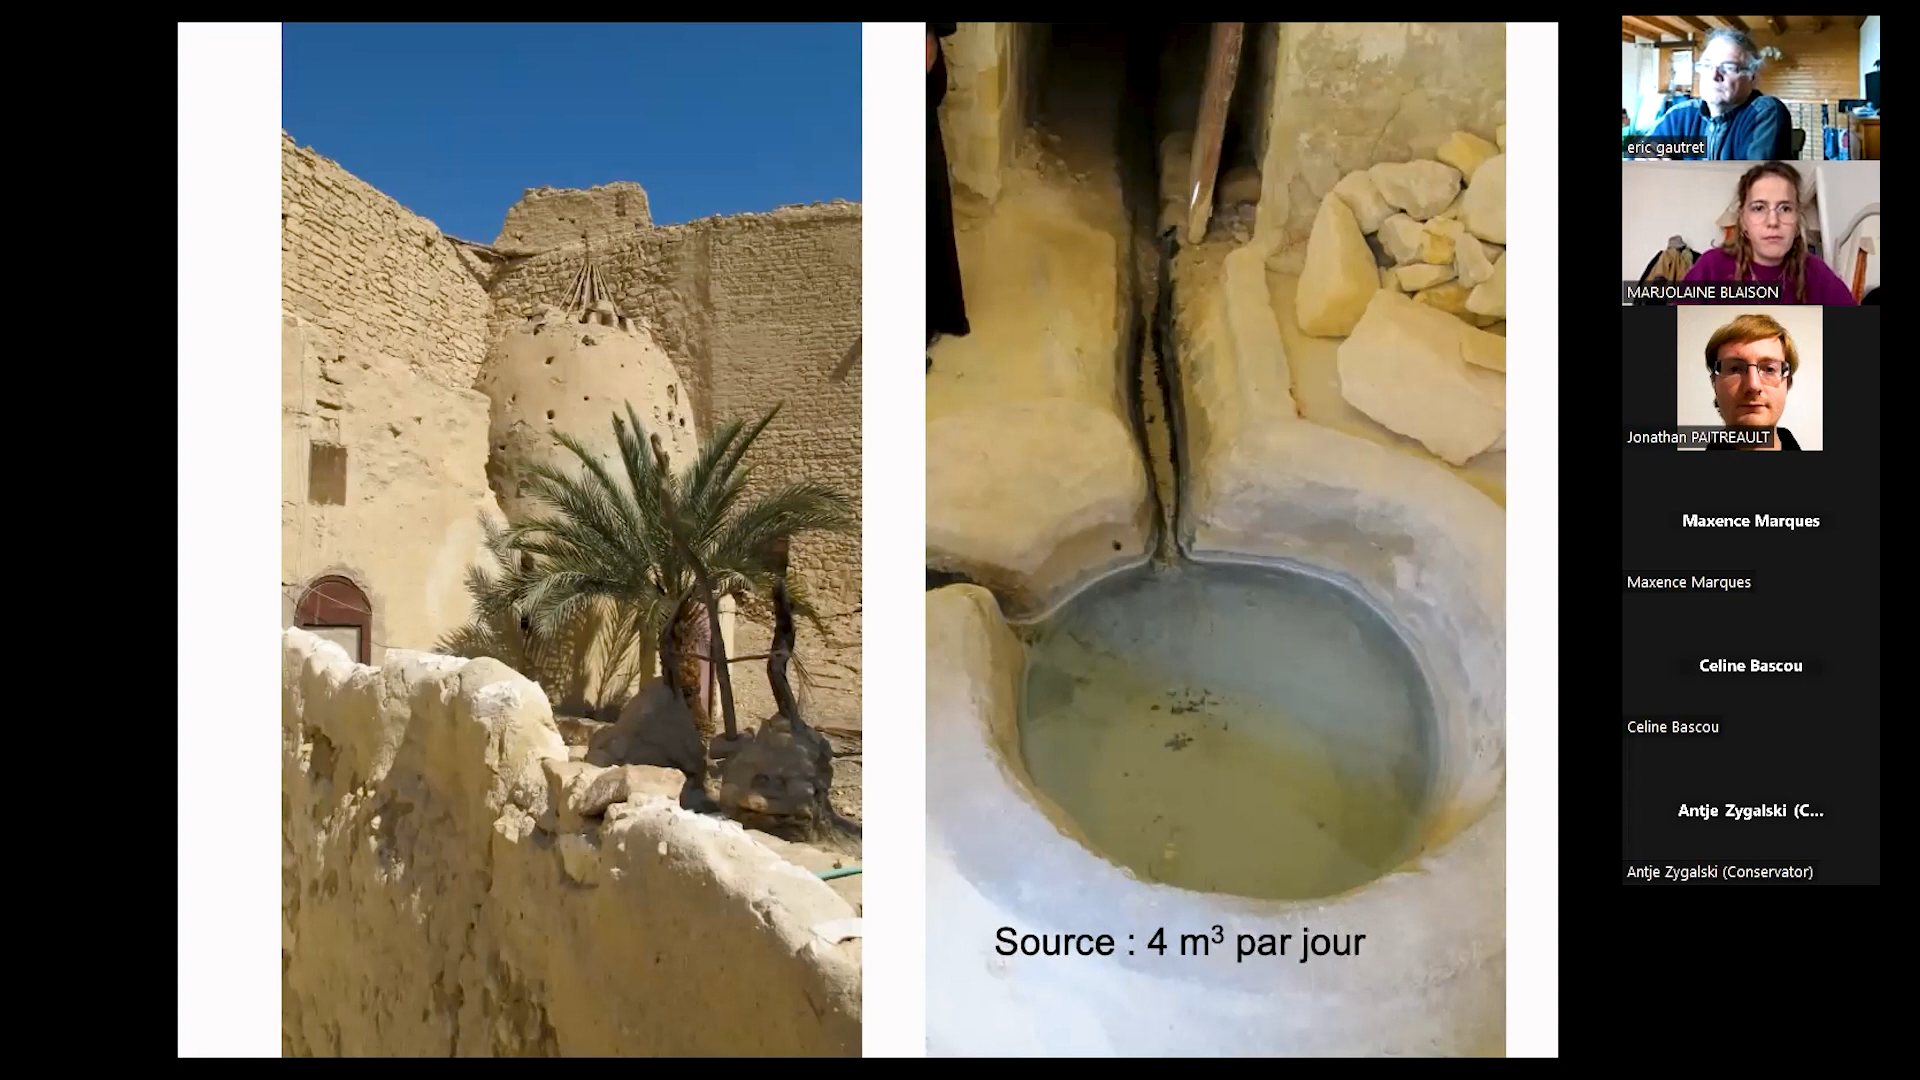 Source : 4 m³ par jour
eric gautret
MARJOLAINE BLAISON
Jonathan PAITREAULT
Maxence Marques
Maxence Marques
Celine Bascou
Celine Bascou
Antje Zygalski (C...
Antje Zygalski (Conservator)